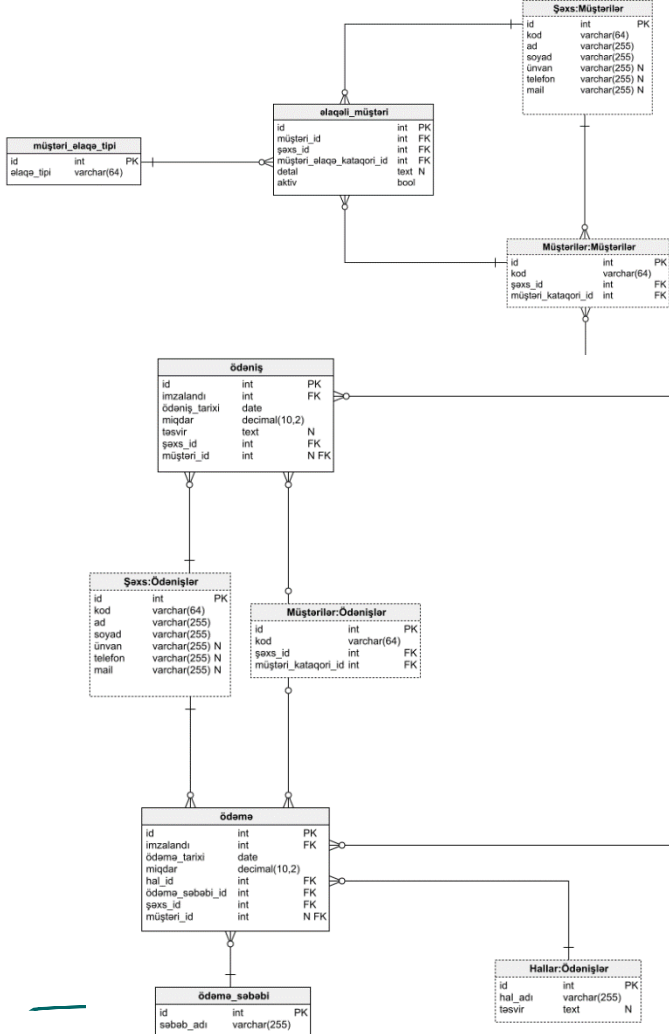 Şəxs:Müştərilər
id int PK
kod varchar(64)
ad varchar(255)
soyad varchar(255)
ünvan varchar(255) N
telefon varchar(255) N
mail varchar(255) N
əlaqəli_müştəri
id int PK
müştəri_id int FK
şəxs_id int FK
müştəri_əlaqə_kataqori_id int FK
detal text N
aktiv bool
müştəri_əlaqə_tipi
id int PK
əlaqə_tipi varchar(64)
Müştərilər:Müştərilər
id int PK
kod varchar(64)
şəxs_id int FK
müştəri_kataqori_id int FK
ödəniş
id int PK
imzalandı int FK
ödəniş_tarixi date
miqdar decimal(10,2)
təsvir text N
şəxs_id int FK
müştəri_id int N FK
Şəxs:Ödənişlər
id int PK
kod varchar(64)
ad varchar(255)
soyad varchar(255)
ünvan varchar(255) N
telefon varchar(255) N
mail varchar(255) N
Müştərilər:Ödənişlər
id int PK
kod varchar(64)
şəxs_id int FK
müştəri_kataqori_id int FK
ödəmə
id int PK
imzalandı int FK
ödəmə_tarixi date
miqdar decimal(10,2)
hal_id int FK
ödəmə_səbəbi_id int FK
şəxs_id int FK
müştəri_id int N FK
Hallar:Ödənişlər
id int PK
hal_adı varchar(255)
təsvir text N
ödəmə_səbəbi
id int PK
səbəb_adı varchar(255)